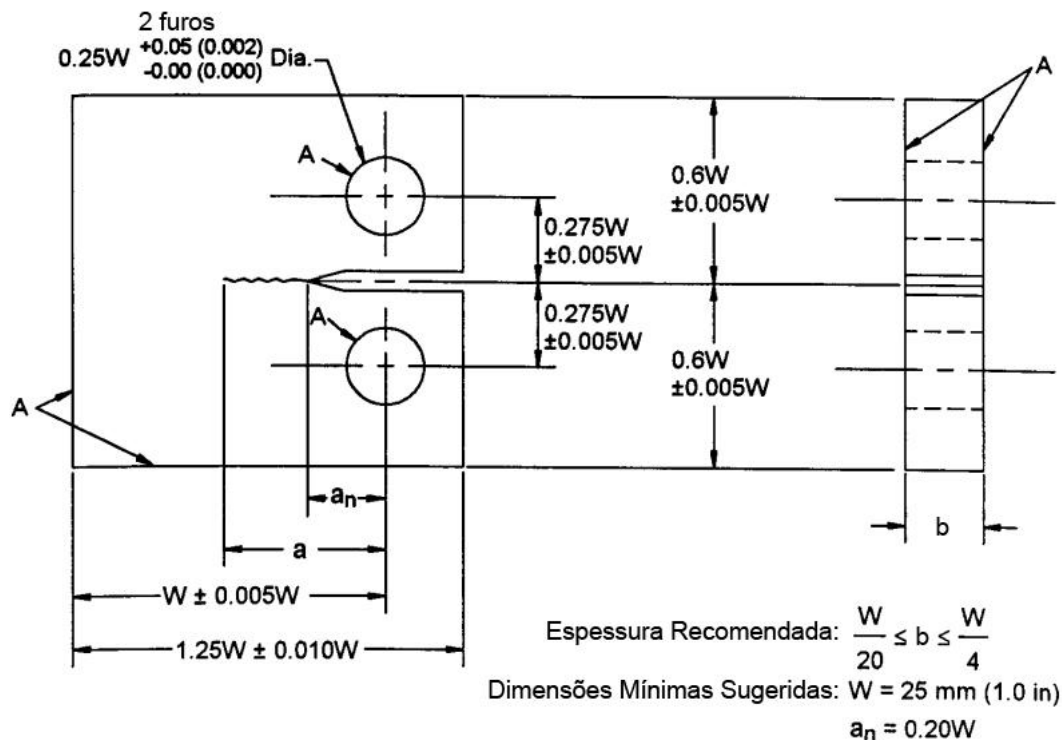 2 furos
0.25W +0.05 (0.002) -0.00 (0.000) Dia.
A
A
0.6W
±0.005W
0.275W
±0.005W
A
0.275W
±0.005W
0.6W
±0.005W
A
an
a
b
W ± 0.005W
1.25W ± 0.010W
Espessura Recomendada: W/20 ≤ b ≤ W/4
Dimensões Mínimas Sugeridas: W = 25 mm (1.0 in)
an = 0.20W